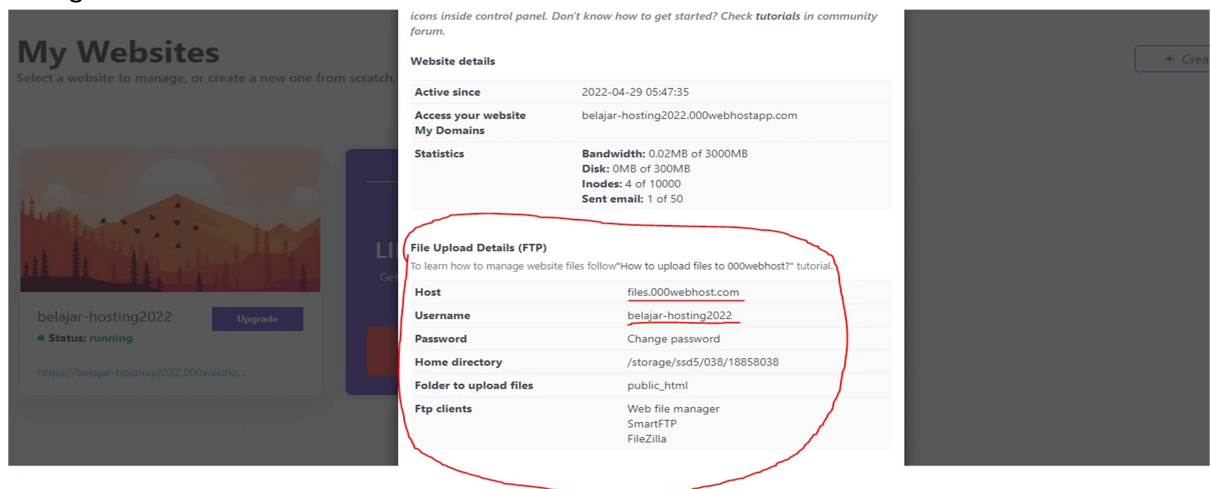 icons inside control panel. Don't know how to get started? Check tutorials in community
forum.
My Websites
Select a website to manage, or create a new one from scratch.
+ Crea
Website details
Active since 2022-04-29 05:47:35
Access your website belajar-hosting2022.000webhostapp.com
My Domains
Statistics Bandwidth: 0.02MB of 3000MB
Disk: 0MB of 300MB
Inodes: 4 of 10000
Sent email: 1 of 50
LI
Get
belajar-hosting2022 Upgrade
Status: running
https://belajar-hosting2022.000webho...
File Upload Details (FTP)
To learn how to manage website files follow"How to upload files to 000webhost?" tutorial.
Host files.000webhost.com
Username belajar-hosting2022
Password Change password
Home directory /storage/ssd5/038/18858038
Folder to upload files public_html
Ftp clients Web file manager
SmartFTP
FileZilla